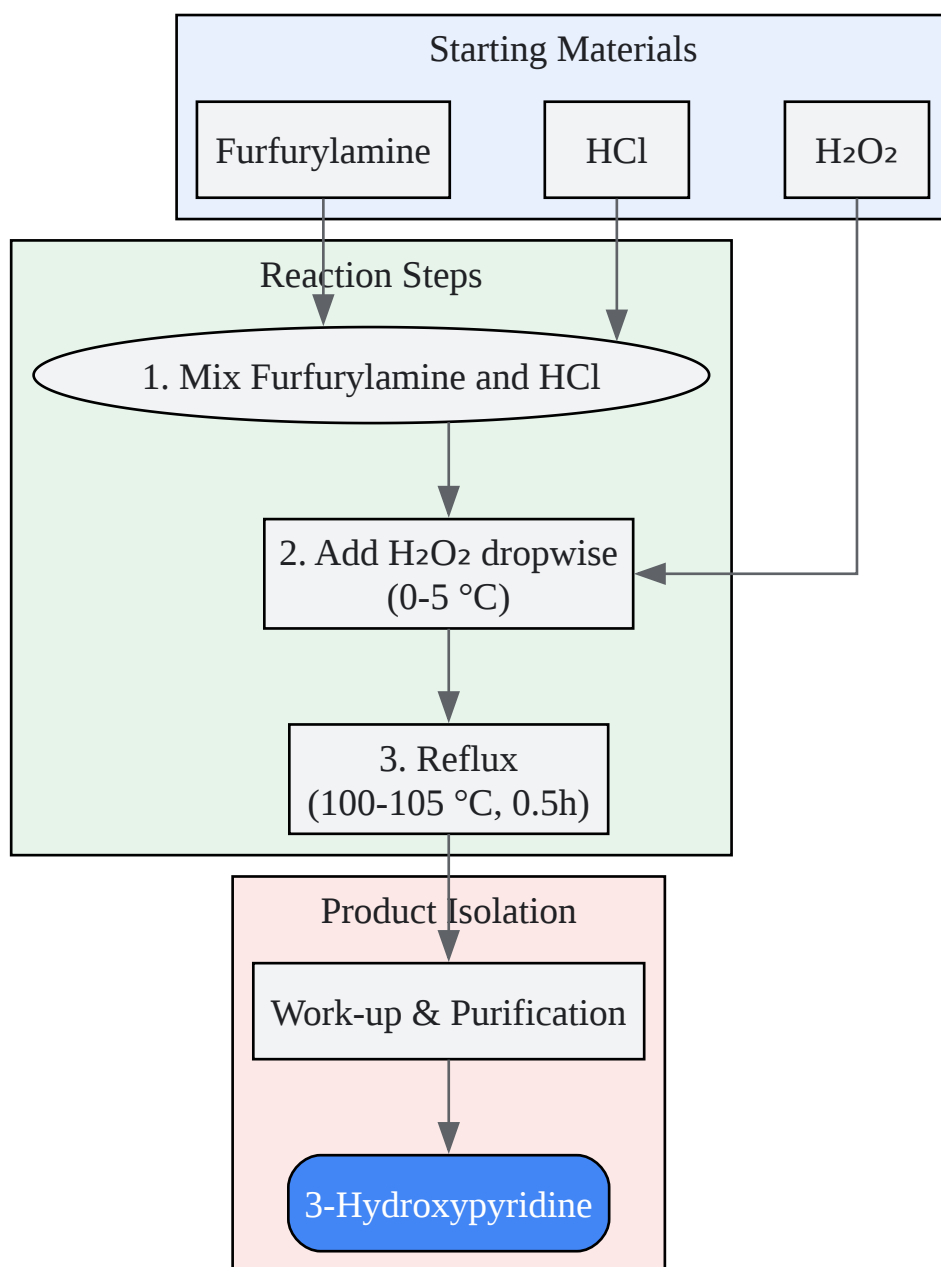 Starting Materials
Furfurylamine
HCl
H₂O₂
Reaction Steps
1. Mix Furfurylamine and HCl
2. Add H₂O₂ dropwise
(0-5 °C)
3. Reflux
(100-105 °C, 0.5h)
Product Isolation
Work-up & Purification
3-Hydroxypyridine